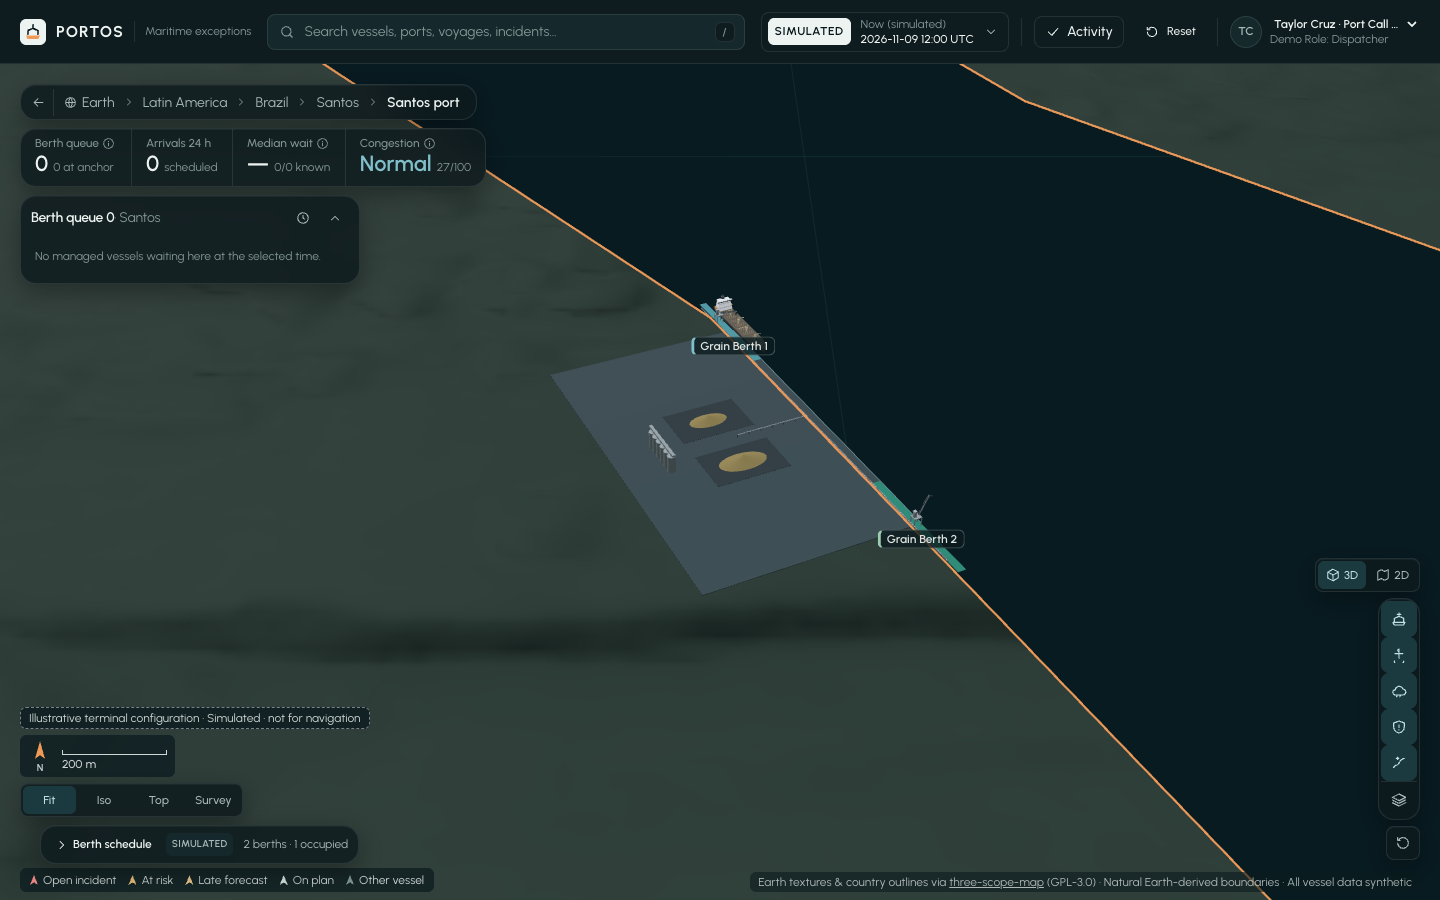 PORTOS
Maritime exceptions
Search vessels, ports, voyages, incidents...
/
SIMULATED
Now (simulated)
2026-11-09 12:00 UTC
Activity
Reset
TC
Taylor Cruz · Port Call ...
Demo Role: Dispatcher
Earth
Latin America
Brazil
Santos
Santos port
Berth queue
0 0 at anchor
Arrivals 24 h
0 scheduled
Median wait
— 0/0 known
Congestion
Normal 27/100
Berth queue 0 Santos
No managed vessels waiting here at the selected time.
Grain Berth 1
Grain Berth 2
3D
2D
Illustrative terminal configuration · Simulated · not for navigation
N
200 m
Fit
Iso
Top
Survey
Berth schedule
SIMULATED
2 berths · 1 occupied
Open incident
At risk
Late forecast
On plan
Other vessel
Earth textures & country outlines via three-scope-map (GPL-3.0) · Natural Earth-derived boundaries · All vessel data synthetic